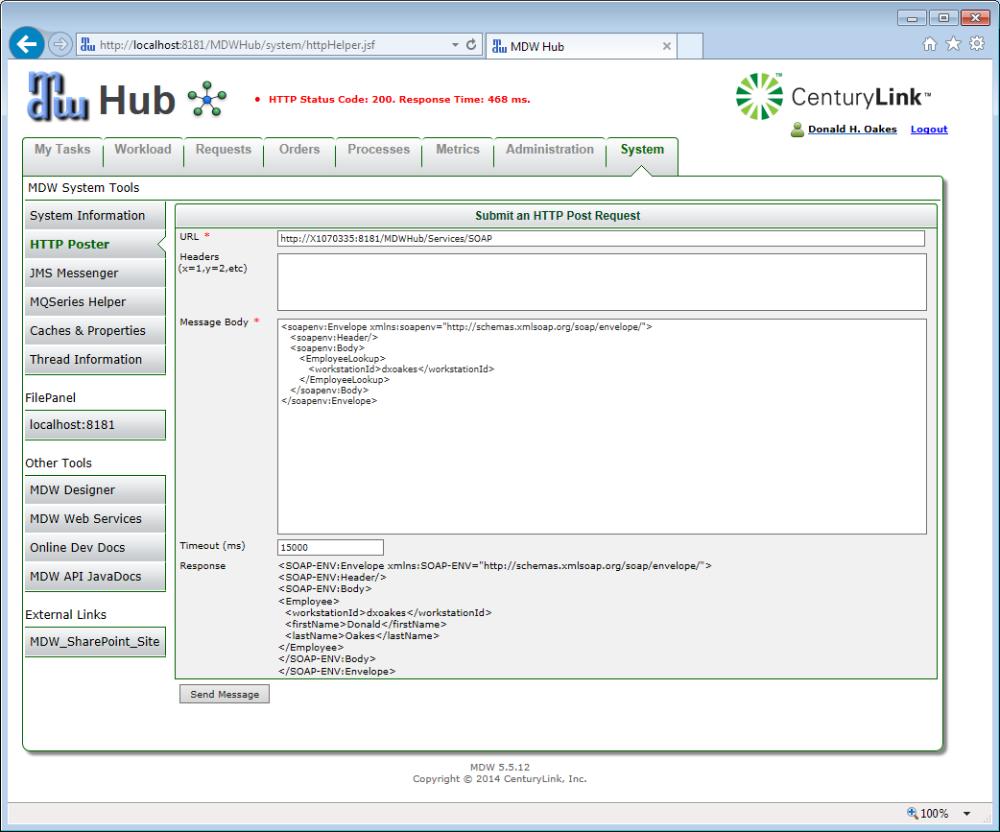 http://localhost:8181/MDWHub/system/httpHelper.jsf
mdw MDW Hub
mdw Hub
HTTP Status Code: 200. Response Time: 468 ms.
CenturyLink™
Donald H. Oakes Logout
My Tasks Workload Requests Orders Processes Metrics Administration System
MDW System Tools
System Information
HTTP Poster
JMS Messenger
MQSeries Helper
Caches & Properties
Thread Information
FilePanel
localhost:8181
Other Tools
MDW Designer
MDW Web Services
Online Dev Docs
MDW API JavaDocs
External Links
MDW_SharePoint_Site
Submit an HTTP Post Request
URL * http://X1070335:8181/MDWHub/Services/SOAP
Headers
(x=1,y=2,etc)
Message Body *
<soapenv:Envelope xmlns:soapenv="http://schemas.xmlsoap.org/soap/envelope/">
<soapenv:Header/>
<soapenv:Body>
<EmployeeLookup>
<workstationId>dxoakes</workstationId>
</EmployeeLookup>
</soapenv:Body>
</soapenv:Envelope>
Timeout (ms) 15000
Response
<SOAP-ENV:Envelope xmlns:SOAP-ENV="http://schemas.xmlsoap.org/soap/envelope/">
<SOAP-ENV:Header/>
<SOAP-ENV:Body>
<Employee>
<workstationId>dxoakes</workstationId>
<firstName>Donald</firstName>
<lastName>Oakes</lastName>
</Employee>
</SOAP-ENV:Body>
</SOAP-ENV:Envelope>
Send Message
MDW 5.5.12
Copyright © 2014 CenturyLink, Inc.
100%